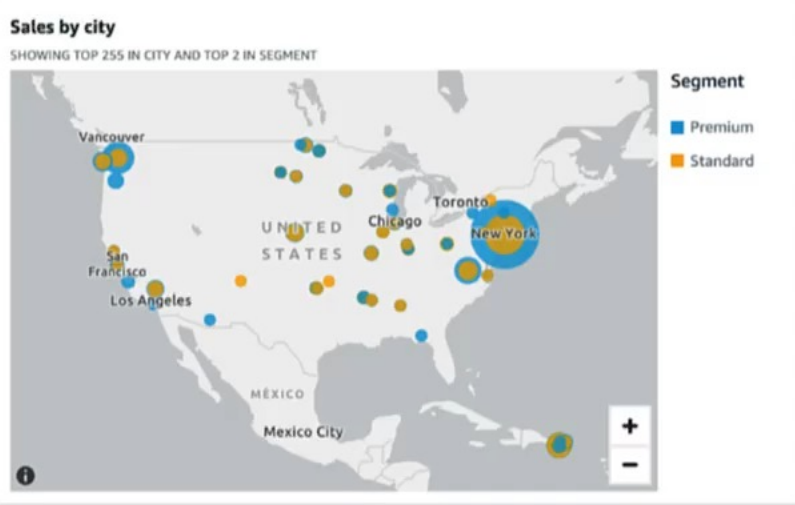 Sales by city
SHOWING TOP 255 IN CITY AND TOP 2 IN SEGMENT
Segment
Premium
Standard
Vancouver
Toronto
Chicago
New York
UNITED
STATES
San
Francisco
Los Angeles
MÉXICO
Mexico City
+
−
i